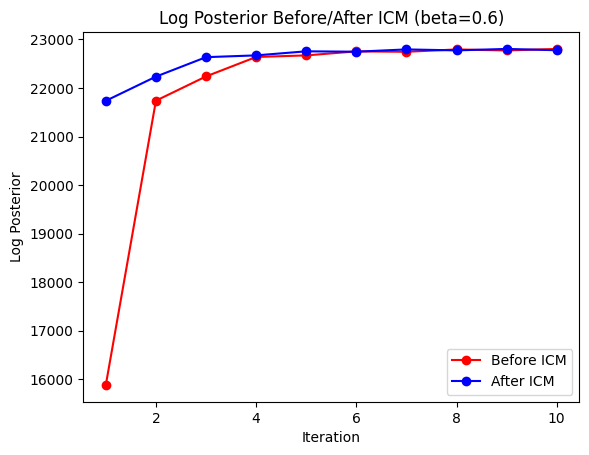 Log Posterior Before/After ICM (beta=0.6)
23000
22000
21000
20000
19000
18000
17000
16000
Log Posterior
2
4
6
8
10
Iteration
Before ICM
After ICM